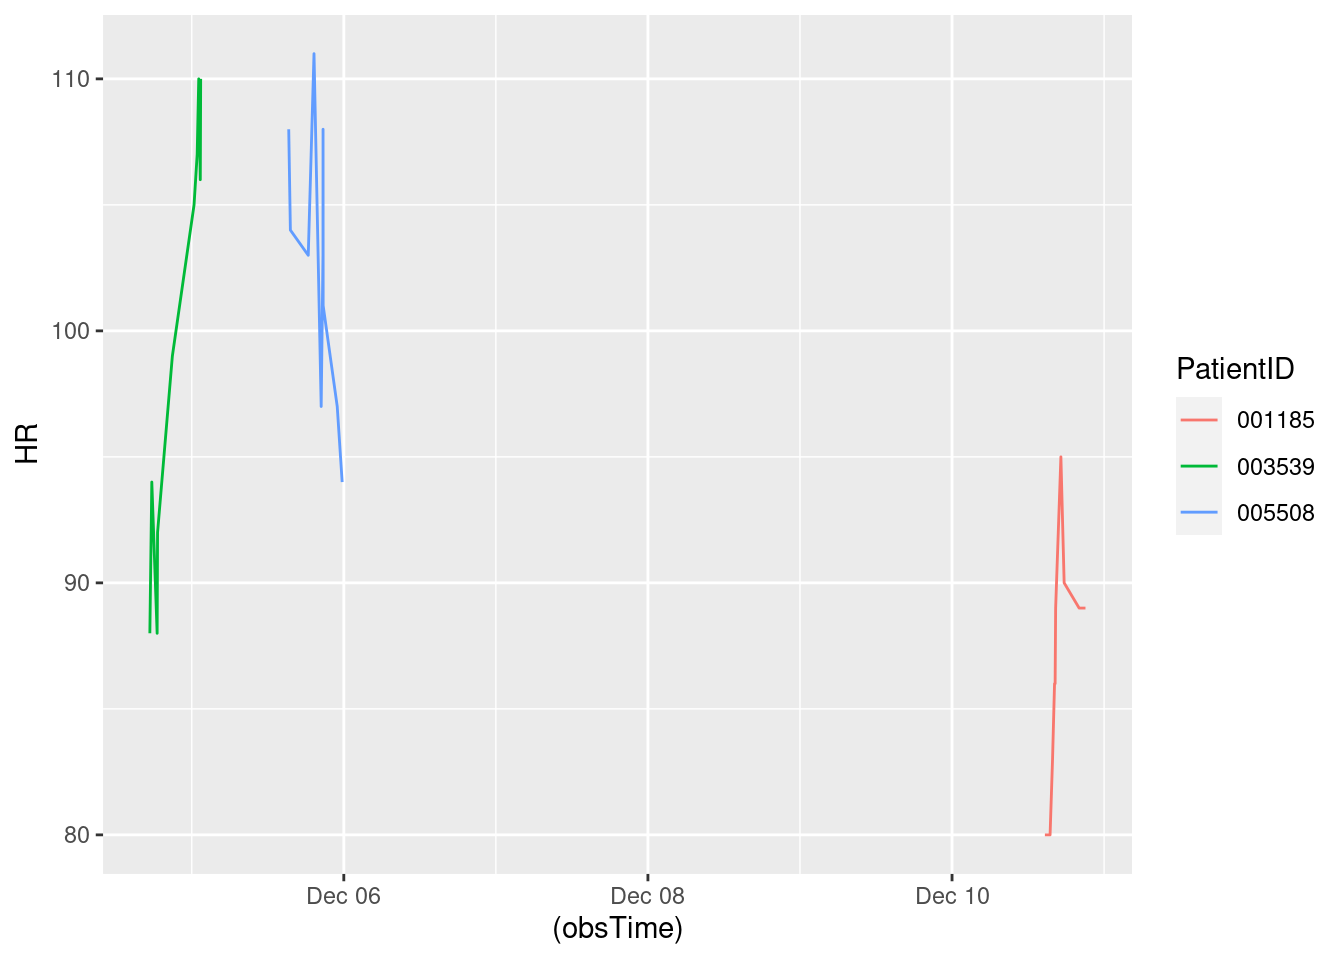 110
100
90
80
HR
Dec 06
Dec 08
Dec 10
(obsTime)
PatientID
001185
003539
005508